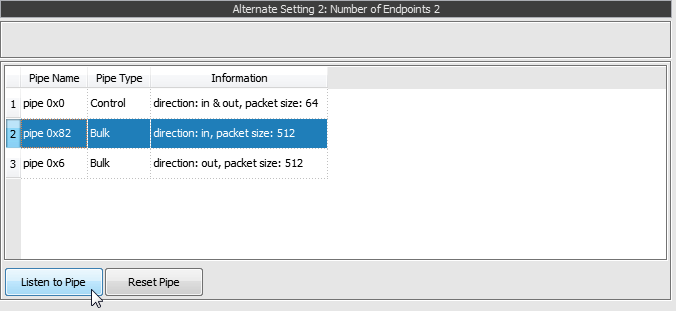 Alternate Setting 2: Number of Endpoints 2
Pipe Name Pipe Type Information
1 pipe 0x0 Control direction: in & out, packet size: 64
2 pipe 0x82 Bulk direction: in, packet size: 512
3 pipe 0x6 Bulk direction: out, packet size: 512
Listen to Pipe Reset Pipe